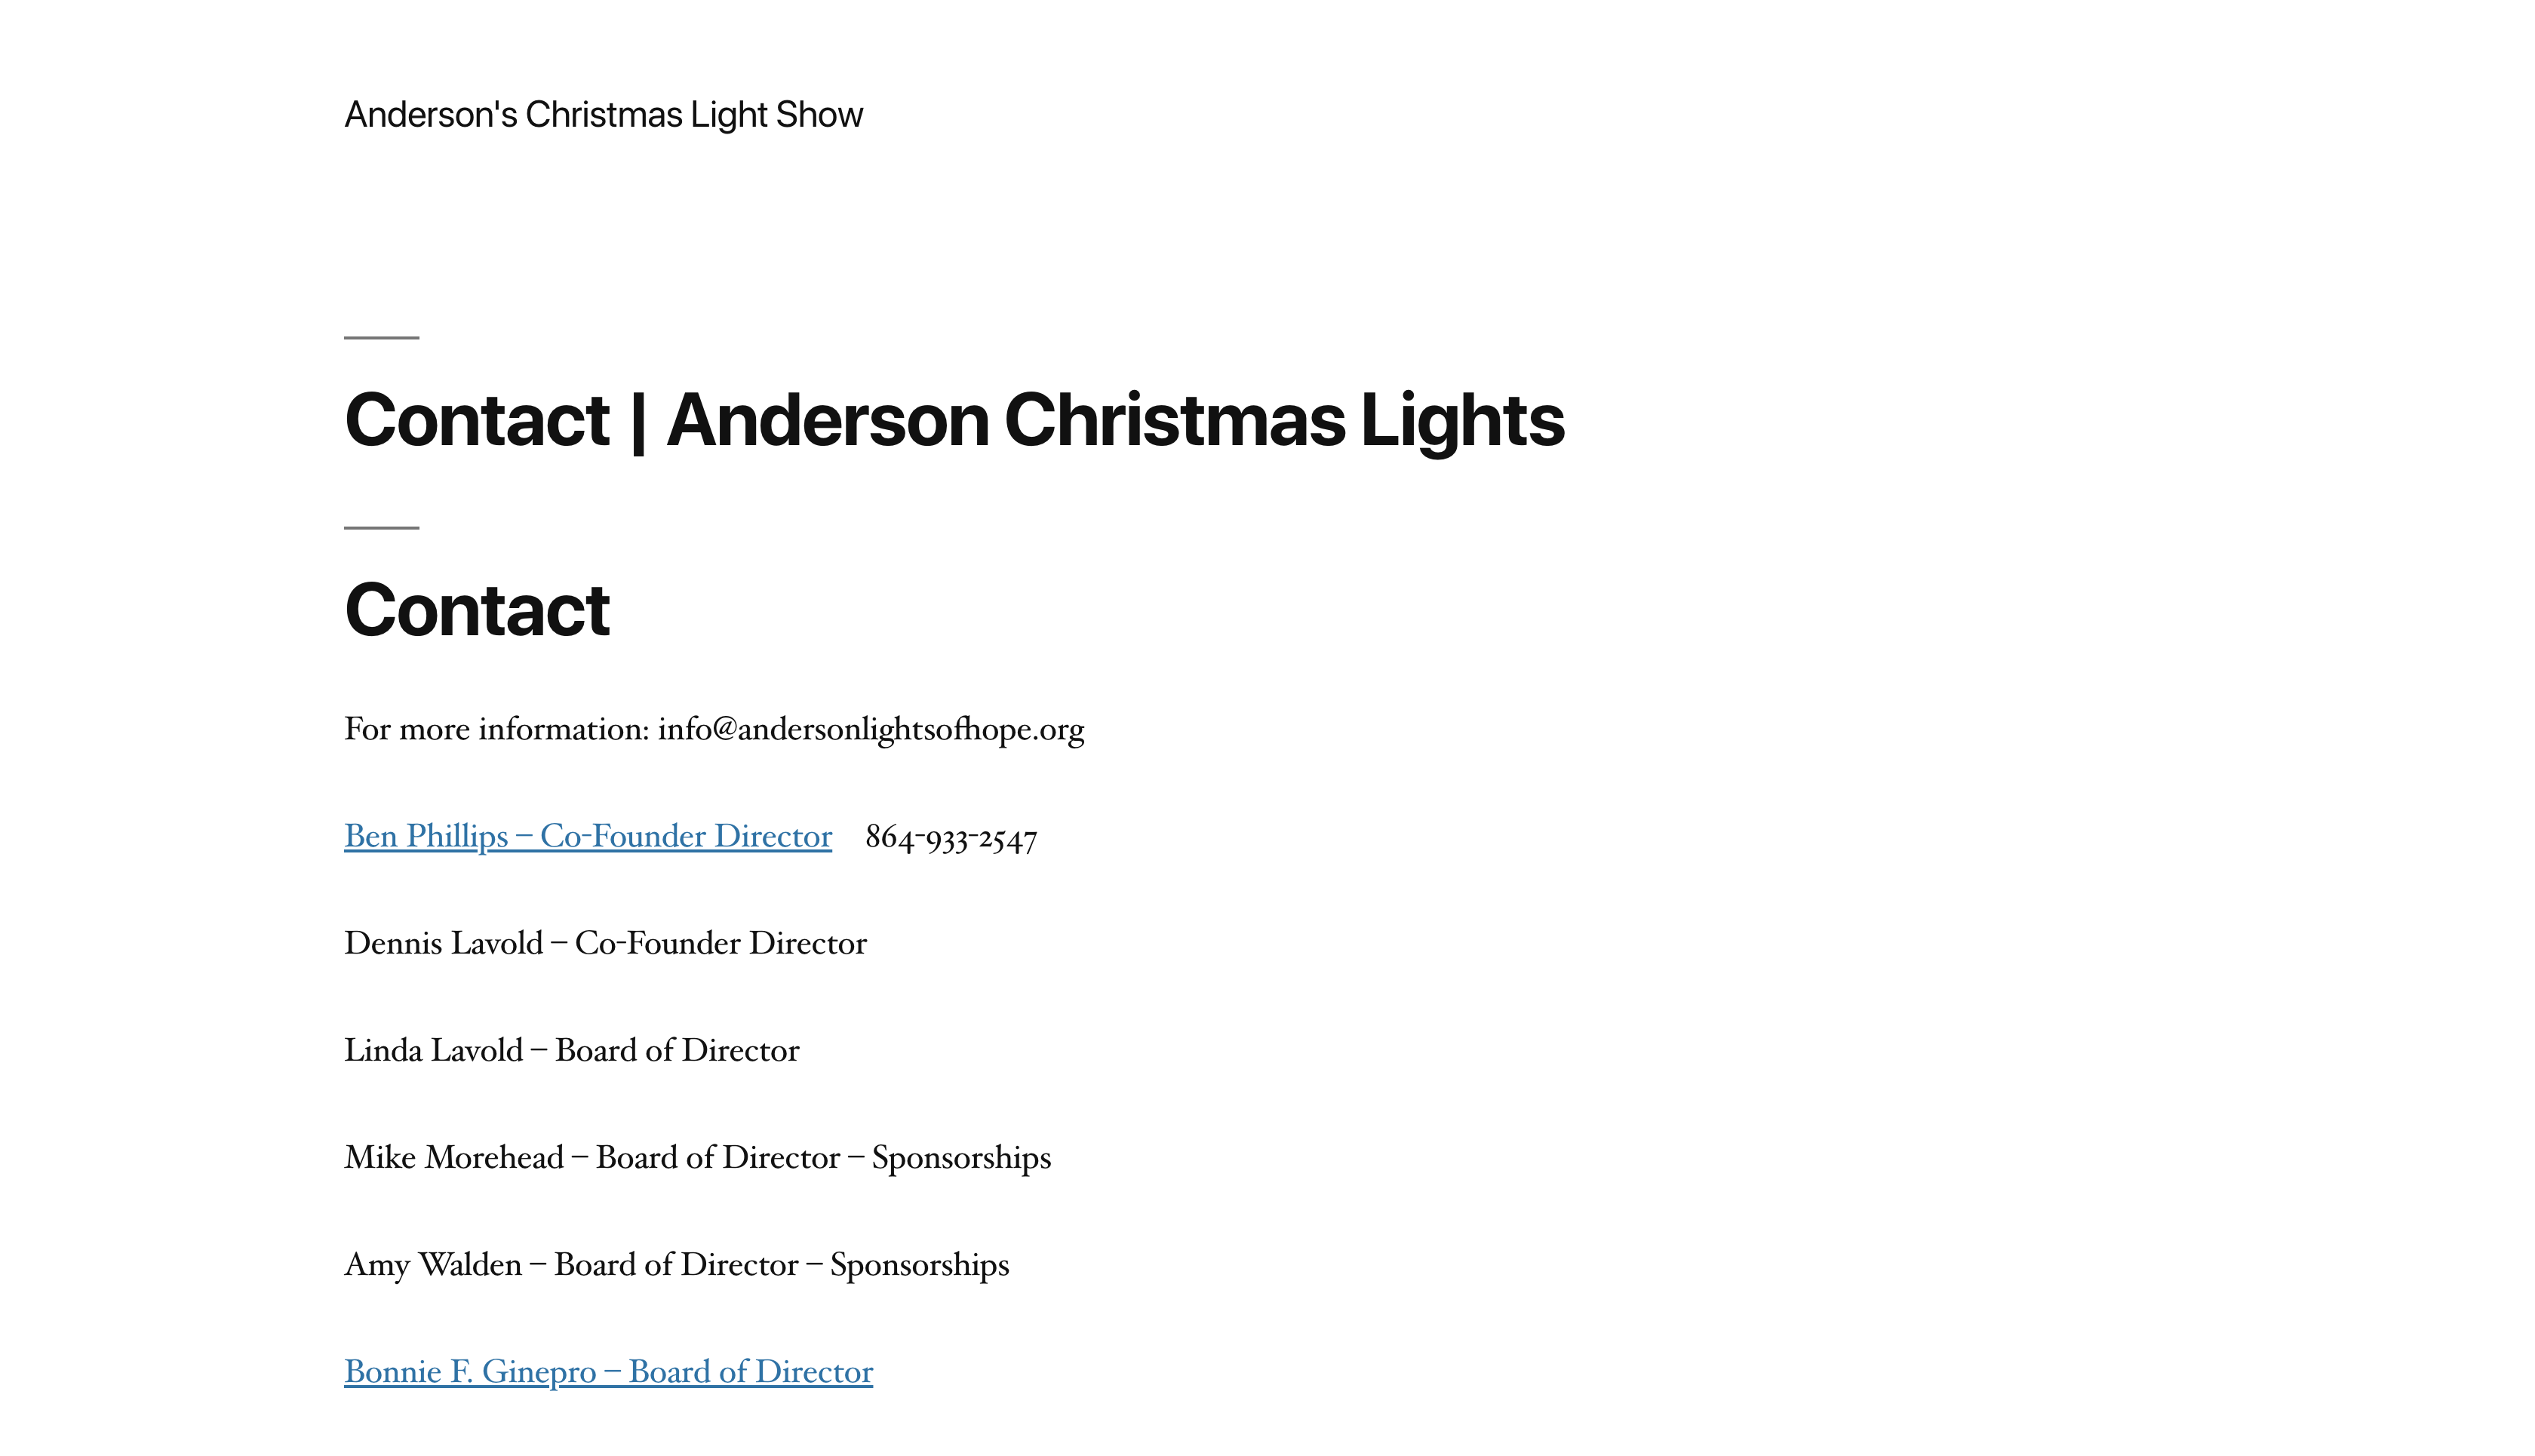 Anderson's Christmas Light Show
Contact | Anderson Christmas Lights
Contact
For more information: info@andersonlightsofhope.org
Ben Phillips – Co-Founder Director 864-933-2547
Dennis Lavold – Co-Founder Director
Linda Lavold – Board of Director
Mike Morehead – Board of Director – Sponsorships
Amy Walden – Board of Director – Sponsorships
Bonnie F. Ginepro – Board of Director